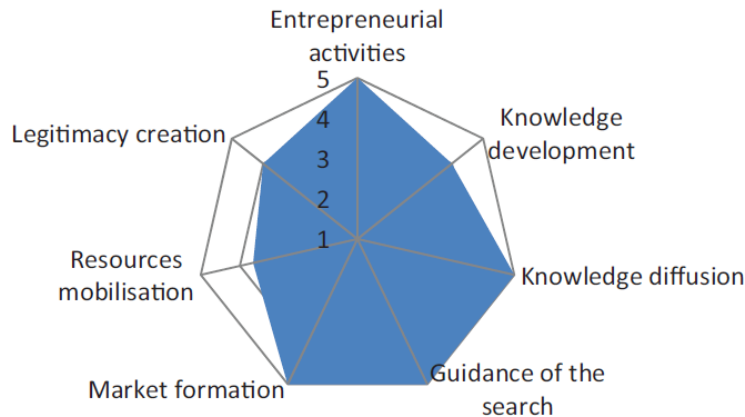 Entrepreneurial
activities
5
4
3
2
1
Knowledge
development
Knowledge diffusion
Guidance of the
search
Market formation
Resources
mobilisation
Legitimacy creation